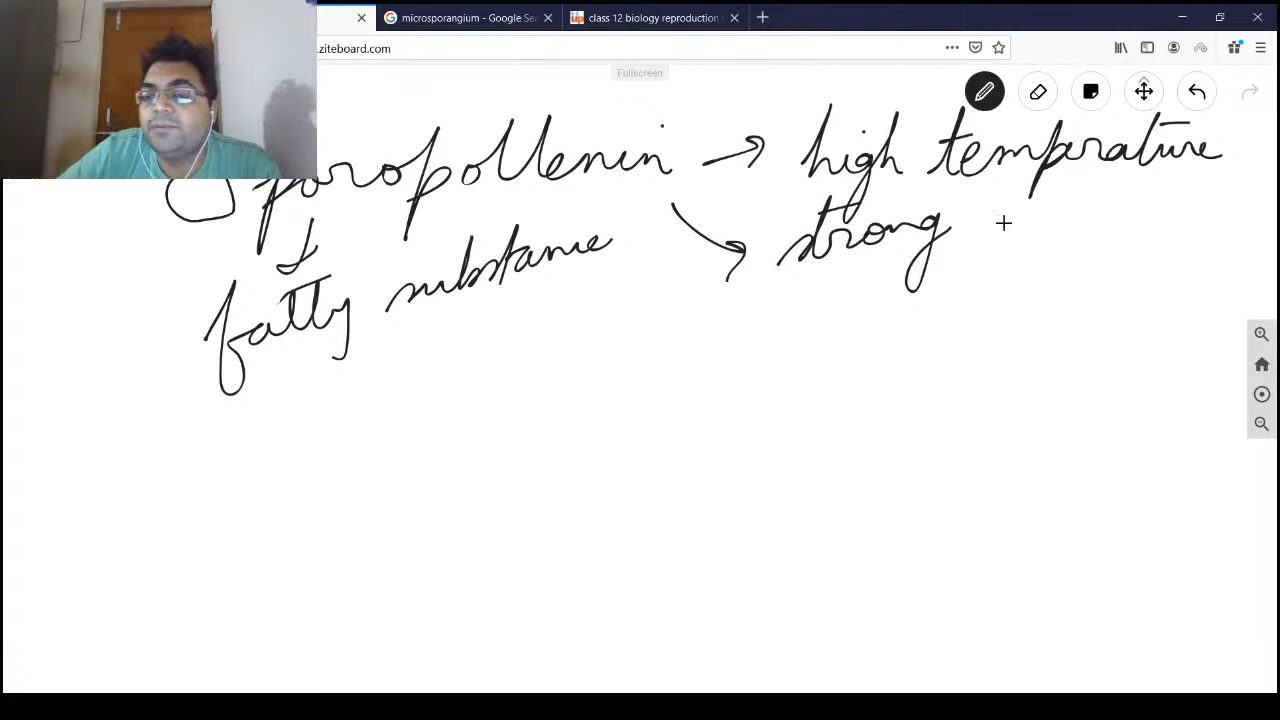 microsporangium - Google Se
class 12 biology reproduction
.ziteboard.com
Fullscreen
Sporopollenin → high temperature
→ strong
fatty substance